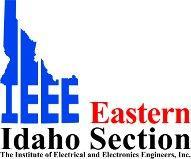 IEEE
Eastern
Idaho Section
The Institute of Electrical and Electronics Engineers, Inc.